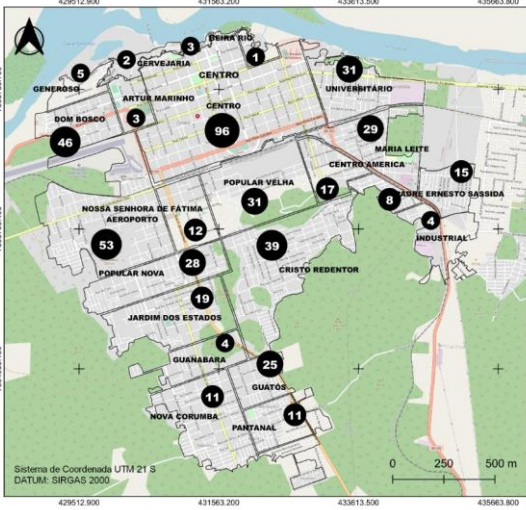 429512.900 431563.200 433613.500 435663.800
BEIRA RIO
3
2
1
CERVEJARIA
5
CENTRO
31
GENEROSO
UNIVERSITÁRIO
ARTUR MARINHO
CENTRO
DOM BOSCO
3
96
29
46
MARIA LEITE
CENTRO AMERICA
15
POPULAR VELHA
17
8
ADRE ERNESTO SASSIDA
31
NOSSA SENHORA DE FÁTIMA
4
AEROPORTO
12
INDUSTRIAL
53
39
28
POPULAR NOVA
CRISTO REDENTOR
19
JARDIM DOS ESTADOS
4
GUANABARA
25
GUATÓS
11
NOVA CORUMBA
11
PANTANAL
Sistema de Coordenada UTM 21 S
DATUM: SIRGAS 2000
0 250 500 m
429512.900 431563.200 433613.500 435663.800